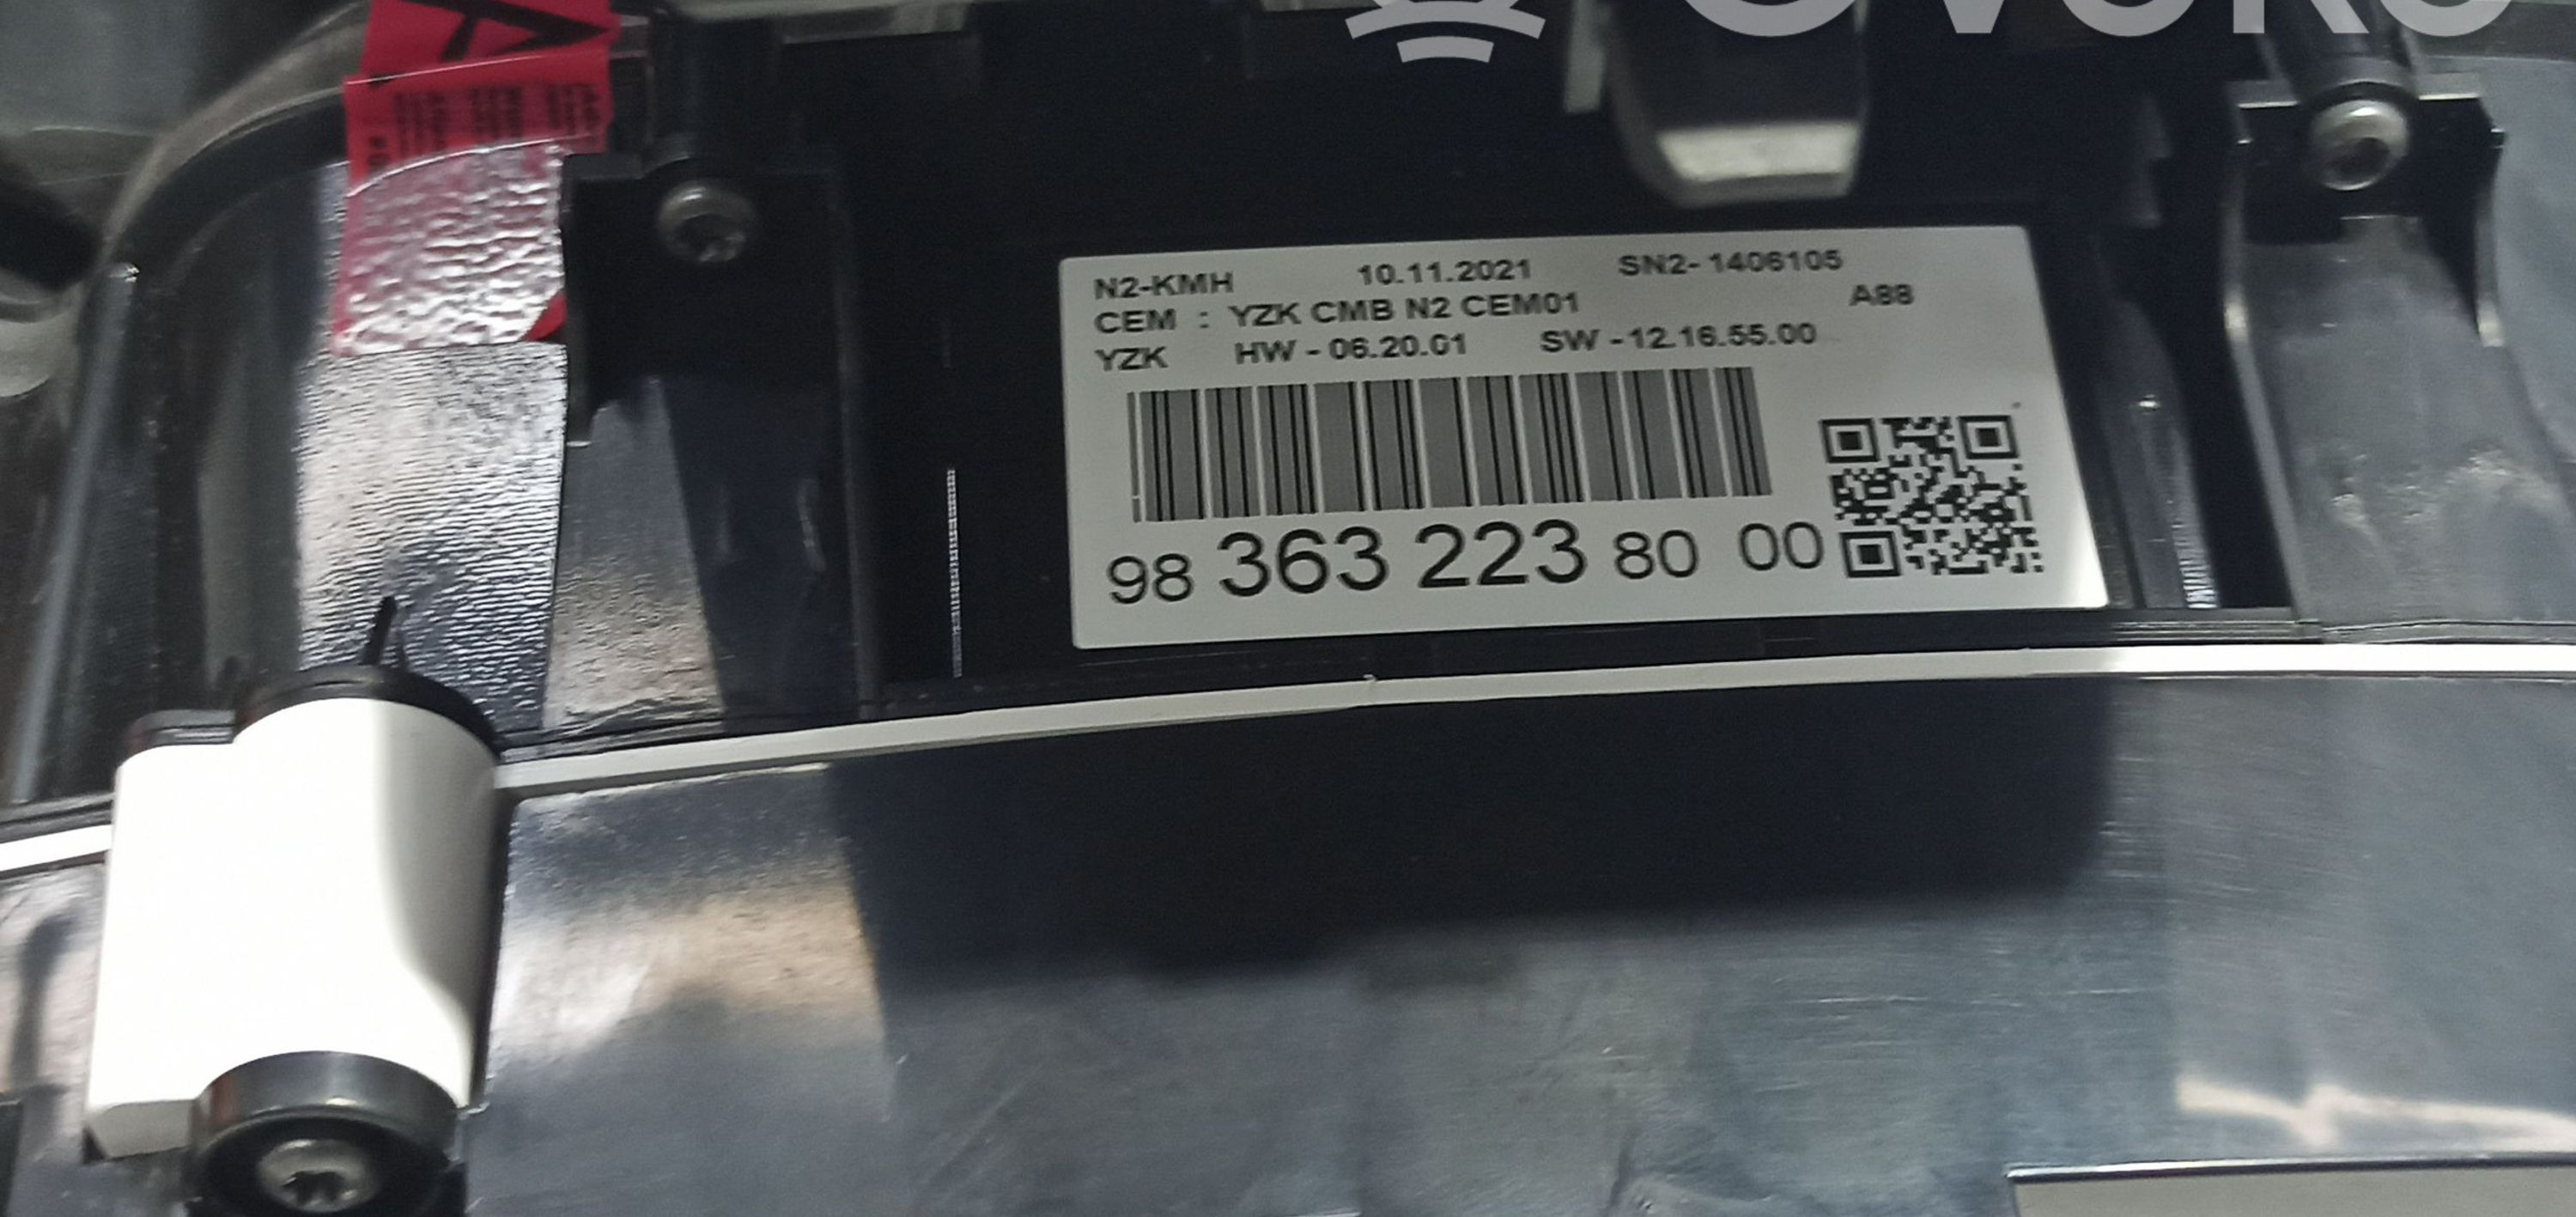 N2-KMH 10.11.2021 SN2-1406105
CEM : YZK CMB N2 CEM01 A88
YZK HW - 06.20.01 SW -12.16.55.00
98 363 223 80 00